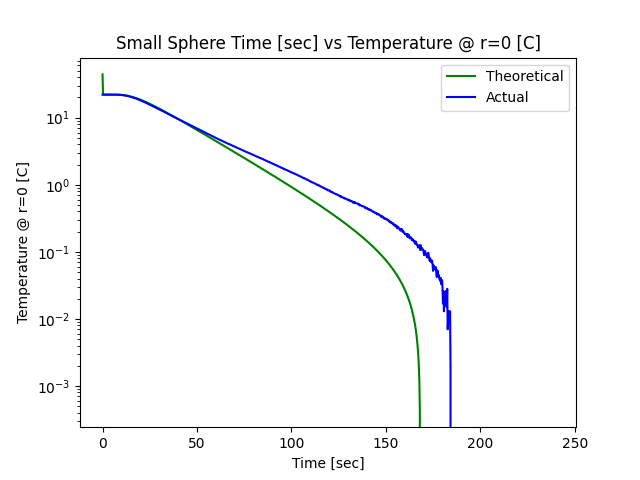 Small Sphere Time [sec] vs Temperature @ r=0 [C]
Theoretical
Actual
Temperature @ r=0 [C]
10¹
10⁰
10⁻¹
10⁻²
10⁻³
0 50 100 150 200 250
Time [sec]